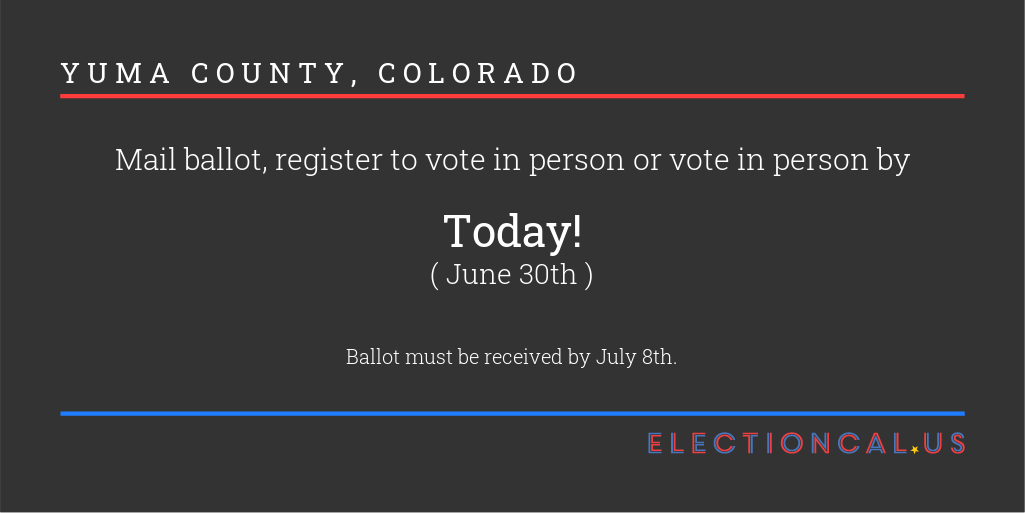 YUMA COUNTY, COLORADO
Mail ballot, register to vote in person or vote in person by
Today!
( June 30th )
Ballot must be received by July 8th.
ELECTIONCAL.US